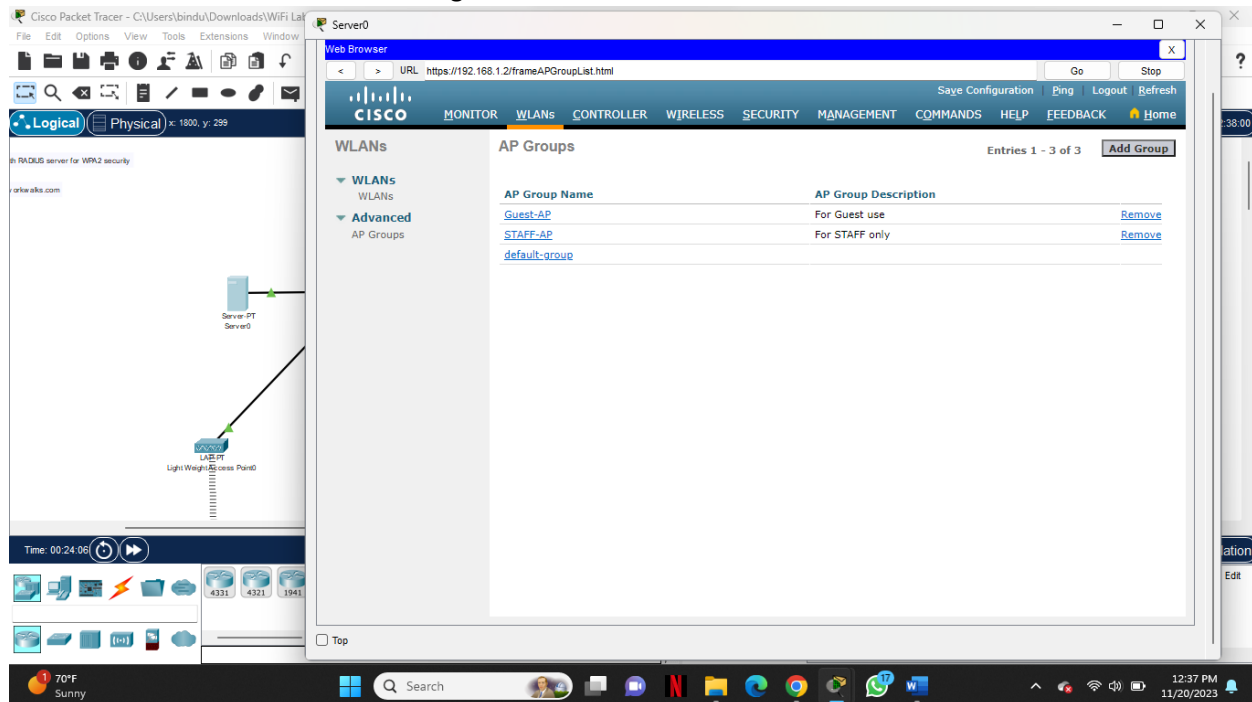 Cisco Packet Tracer - C:\Users\bindu\Downloads\WiFi Lab
File Edit Options View Tools Extensions Window
?
Logical Physical x: 1800, y: 299
2:38:00
th RADIUS server for WPA2 security
orkwalks.com
Server-PT
Server0
LAP-PT
Light Weight Access Point0
Time: 00:24:06
4331 4321 1941
lation
Edit
Server0
Web Browser X
< > URL https://192.168.1.2/frameAPGroupList.html Go Stop
Save Configuration Ping Logout Refresh
CISCO MONITOR WLANs CONTROLLER WIRELESS SECURITY MANAGEMENT COMMANDS HELP FEEDBACK Home
WLANs
WLANs
WLANs
Advanced
AP Groups
AP Groups Entries 1 - 3 of 3 Add Group
AP Group Name AP Group Description
Guest-AP For Guest use Remove
STAFF-AP For STAFF only Remove
default-group
Top
1 70°F
Sunny
Search
17
12:37 PM
11/20/2023